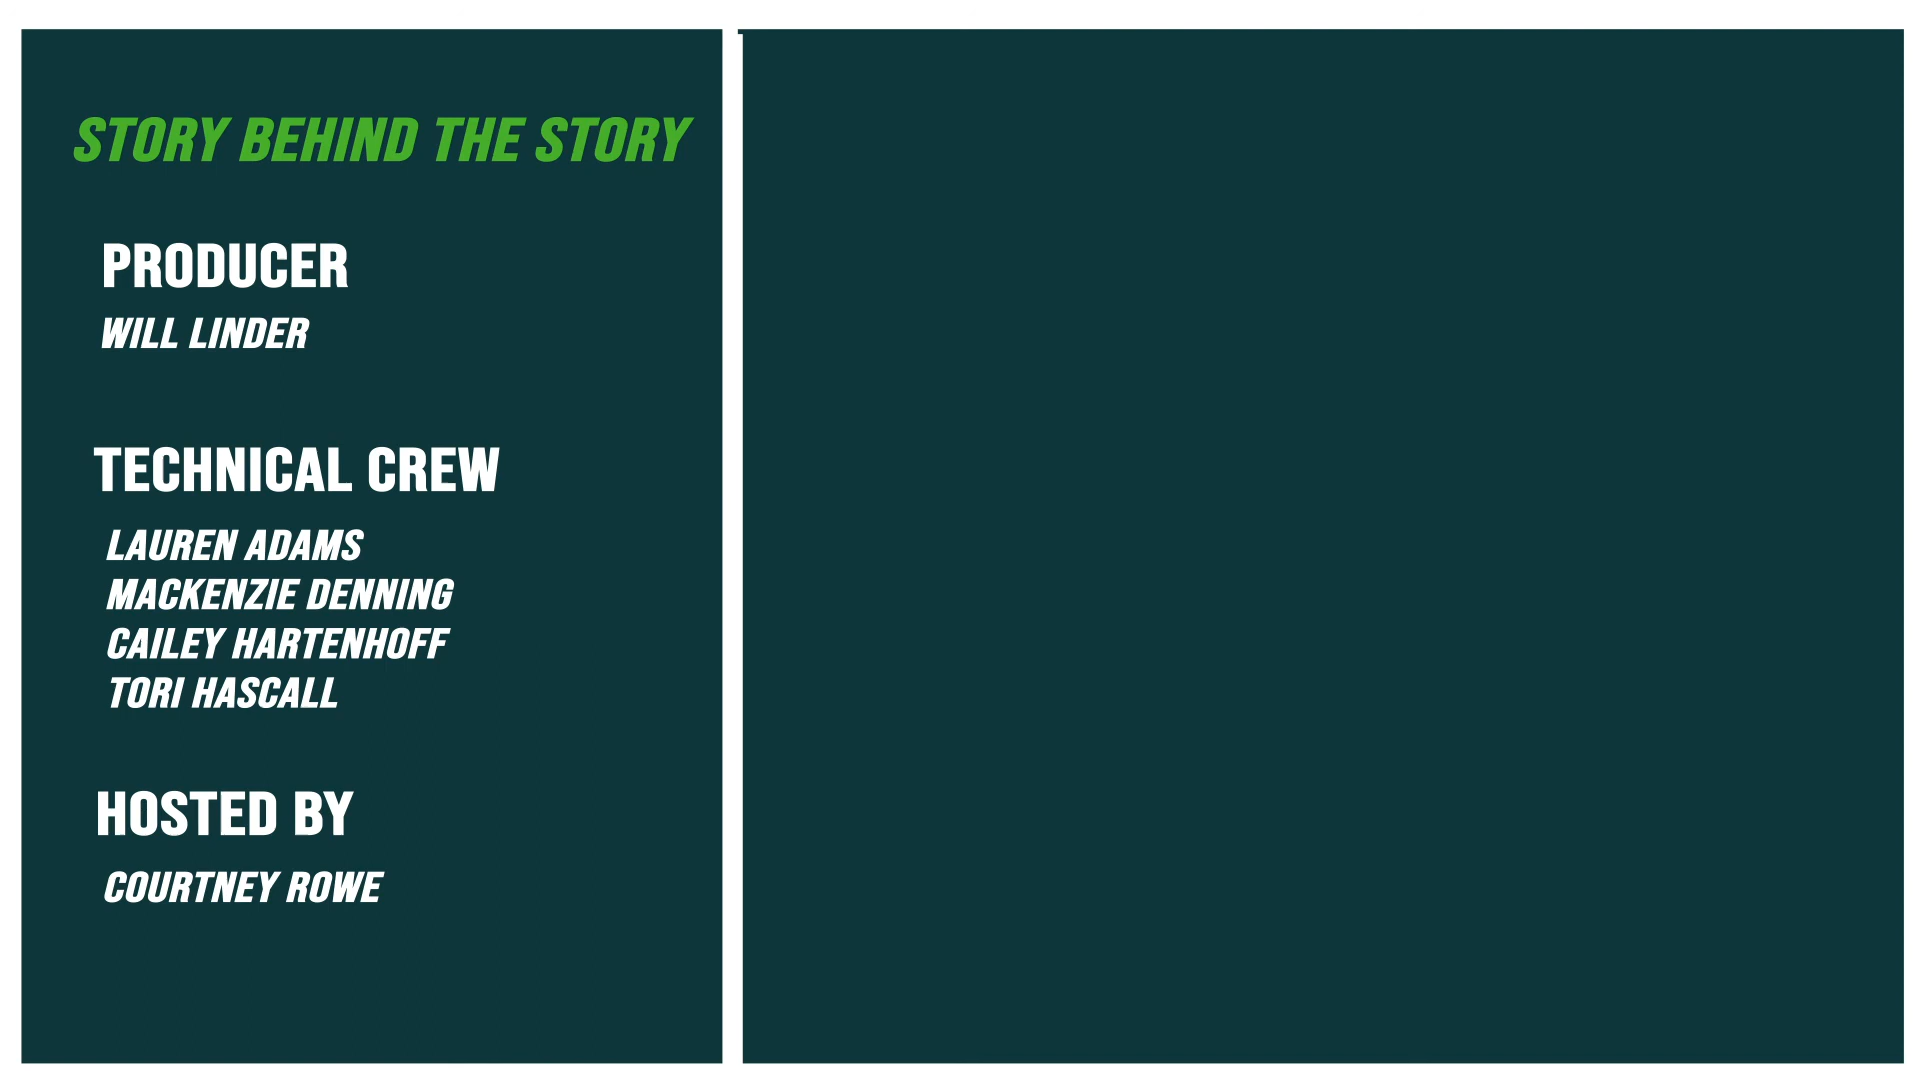 STORY BEHIND THE STORY
PRODUCER
WILL LINDER
TECHNICAL CREW
LAUREN ADAMS
MACKENZIE DENNING
CAILEY HARTENHOFF
TORI HASCALL
HOSTED BY
COURTNEY ROWE